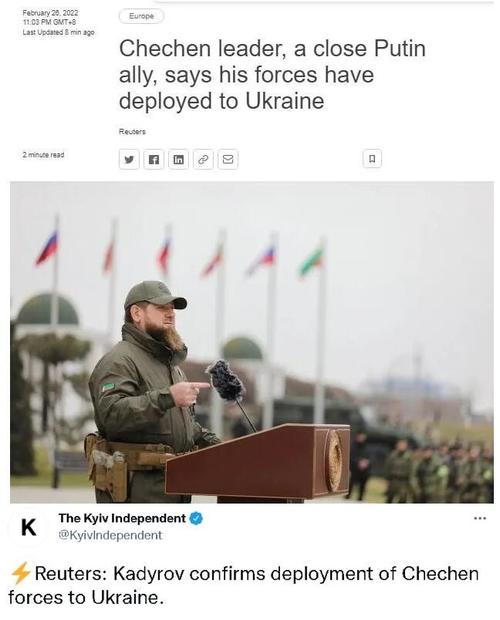 February 26, 2022
11:03 PM GMT+8
Last Updated 8 min ago
Europe
Chechen leader, a close Putin
ally, says his forces have
deployed to Ukraine
Reuters
2 minute read
K
The Kyiv Independent
@KyivIndependent
⚡Reuters: Kadyrov confirms deployment of Chechen
forces to Ukraine.